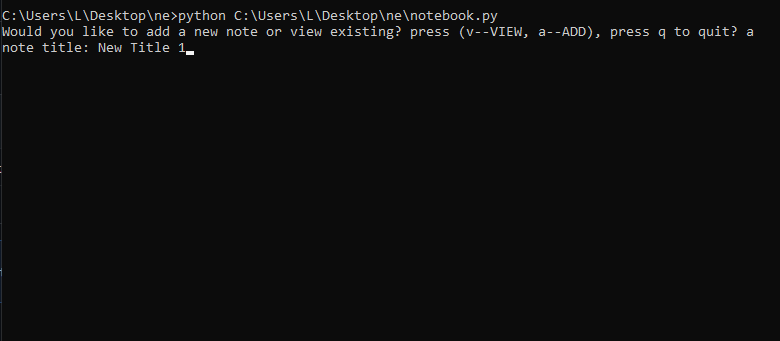 C:\Users\L\Desktop\ne>python C:\Users\L\Desktop\ne\notebook.py
Would you like to add a new note or view existing? press (v--VIEW, a--ADD), press q to quit? a
note title: New Title 1